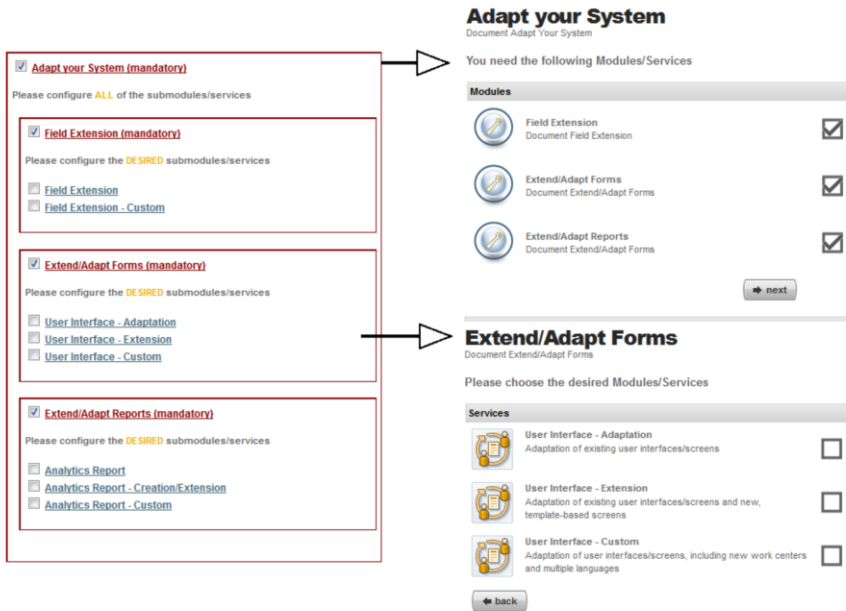 Adapt your System (mandatory)
Please configure ALL of the submodules/services
Field Extension (mandatory)
Please configure the DESIRED submodules/services
Field Extension
Field Extension - Custom
Extend/Adapt Forms (mandatory)
Please configure the DESIRED submodules/services
User Interface - Adaptation
User Interface - Extension
User Interface - Custom
Extend/Adapt Reports (mandatory)
Please configure the DESIRED submodules/services
Analytics Report
Analytics Report - Creation/Extension
Analytics Report - Custom
Adapt your System
Document Adapt Your System
You need the following Modules/Services
Modules
Field Extension
Document Field Extension
Extend/Adapt Forms
Document Extend/Adapt Forms
Extend/Adapt Reports
Document Extend/Adapt Forms
next
Extend/Adapt Forms
Document Extend/Adapt Forms
Please choose the desired Modules/Services
Services
User Interface - Adaptation
Adaptation of existing user interfaces/screens
User Interface - Extension
Adaptation of existing user interfaces/screens and new,
template-based screens
User Interface - Custom
Adaptation of user interfaces/screens, including new work centers
and multiple languages
back